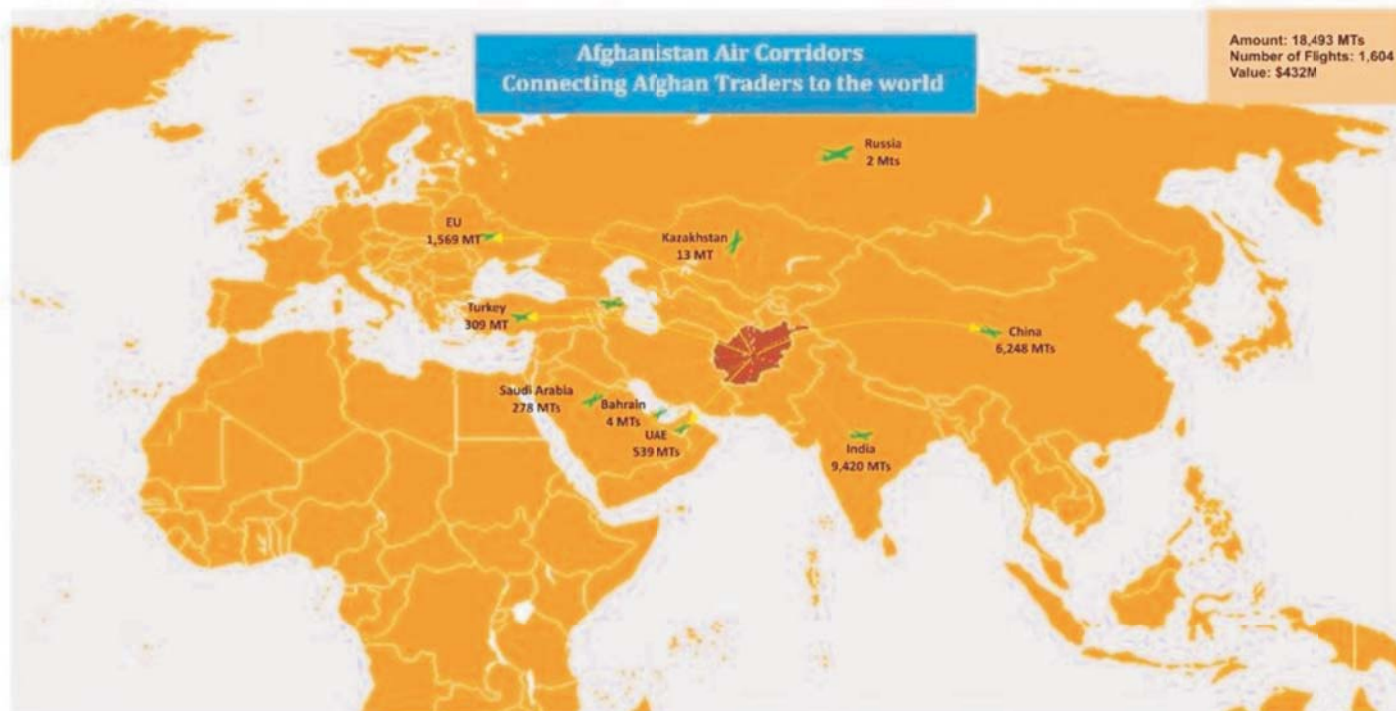 Afghanistan Air Corridors
Connecting Afghan Traders to the world
Amount: 18,493 MTs
Number of Flights: 1,604
Value: $432M
Russia
2 Mts
EU
1,569 MT
Kazakhstan
13 MT
Turkey
309 MT
China
6,248 MTs
Saudi Arabia
278 MTs
Bahrain
4 MTs
UAE
539 MTs
India
9,420 MTs